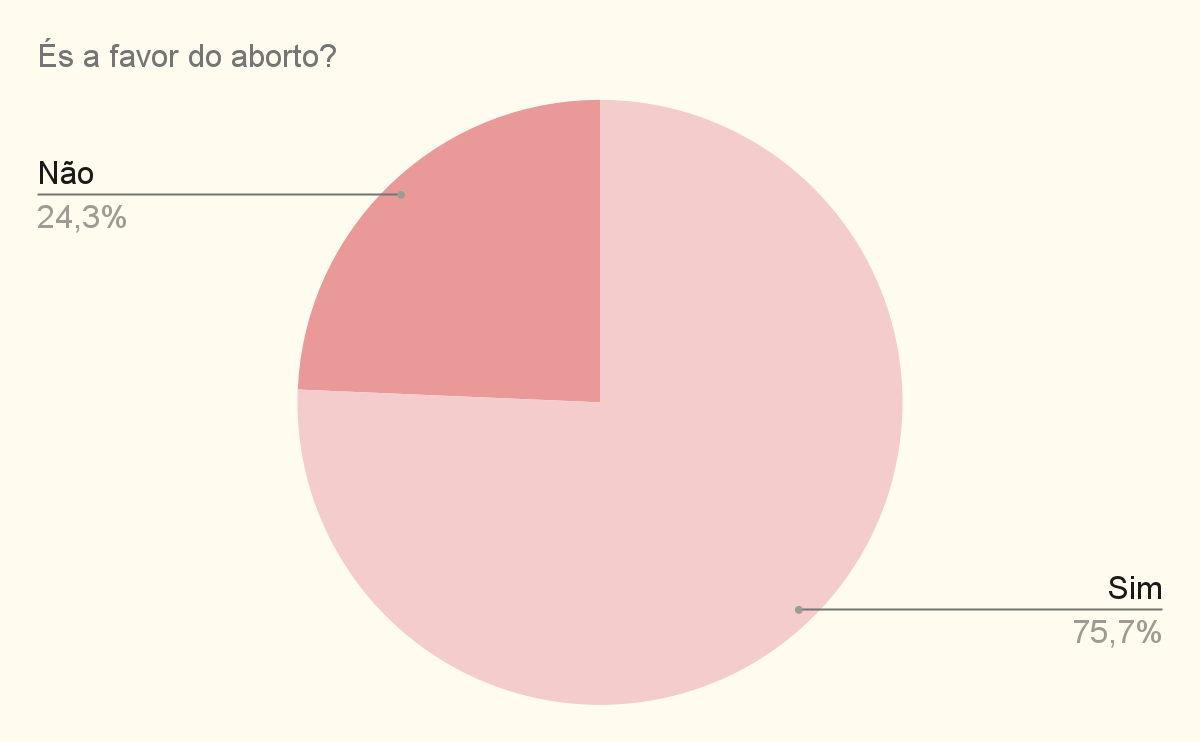 És a favor do aborto?
Não
24,3%
Sim
75,7%